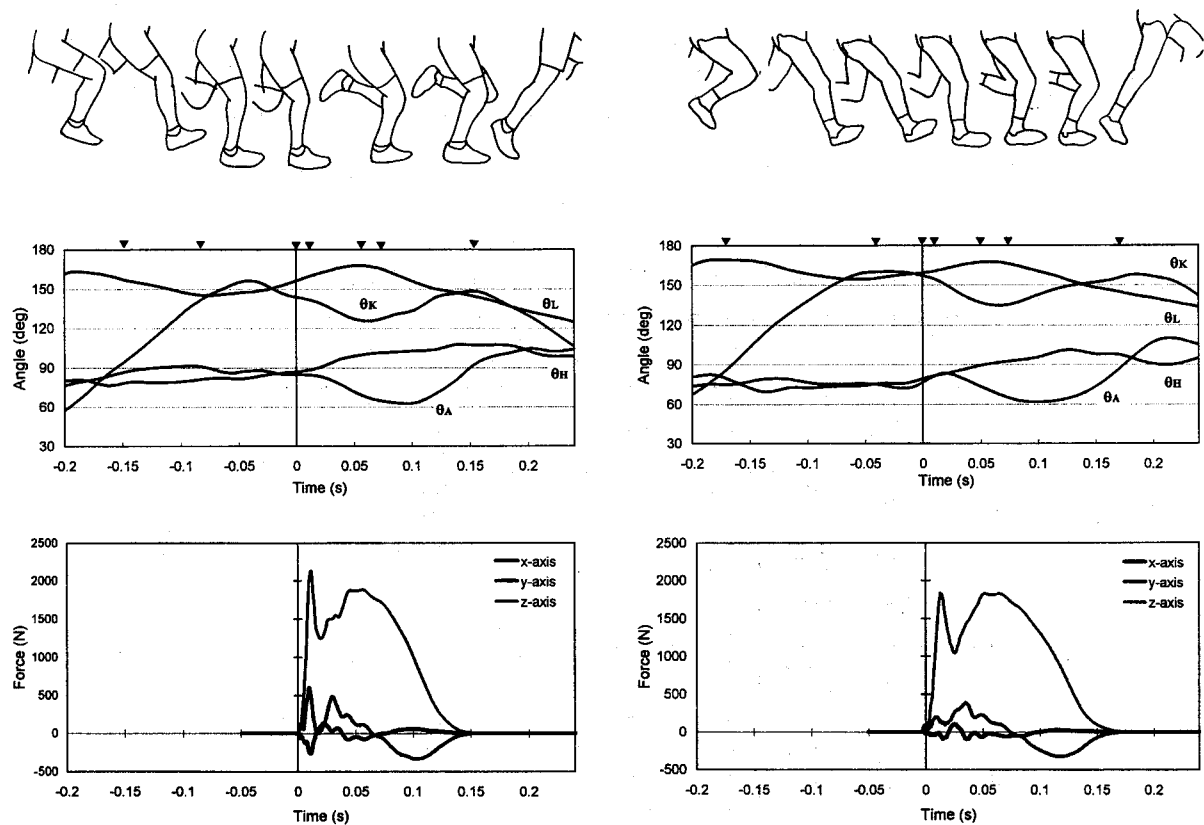 180
150
120
90
60
30
Angle (deg)
θK
θL
θH
θA
-0.2 -0.15 -0.1 -0.05 0 0.05 0.1 0.15 0.2
Time (s)
180
150
120
90
60
30
Angle (deg)
θK
θL
θH
θA
-0.2 -0.15 -0.1 -0.05 0 0.05 0.1 0.15 0.2
Time (s)
2500
2000
1500
1000
500
0
-500
Force (N)
x-axis
y-axis
z-axis
-0.2 -0.15 -0.1 -0.05 0 0.05 0.1 0.15 0.2
Time (s)
2500
2000
1500
1000
500
0
-500
Force (N)
x-axis
y-axis
z-axis
-0.2 -0.15 -0.1 -0.05 0 0.05 0.1 0.15 0.2
Time (s)